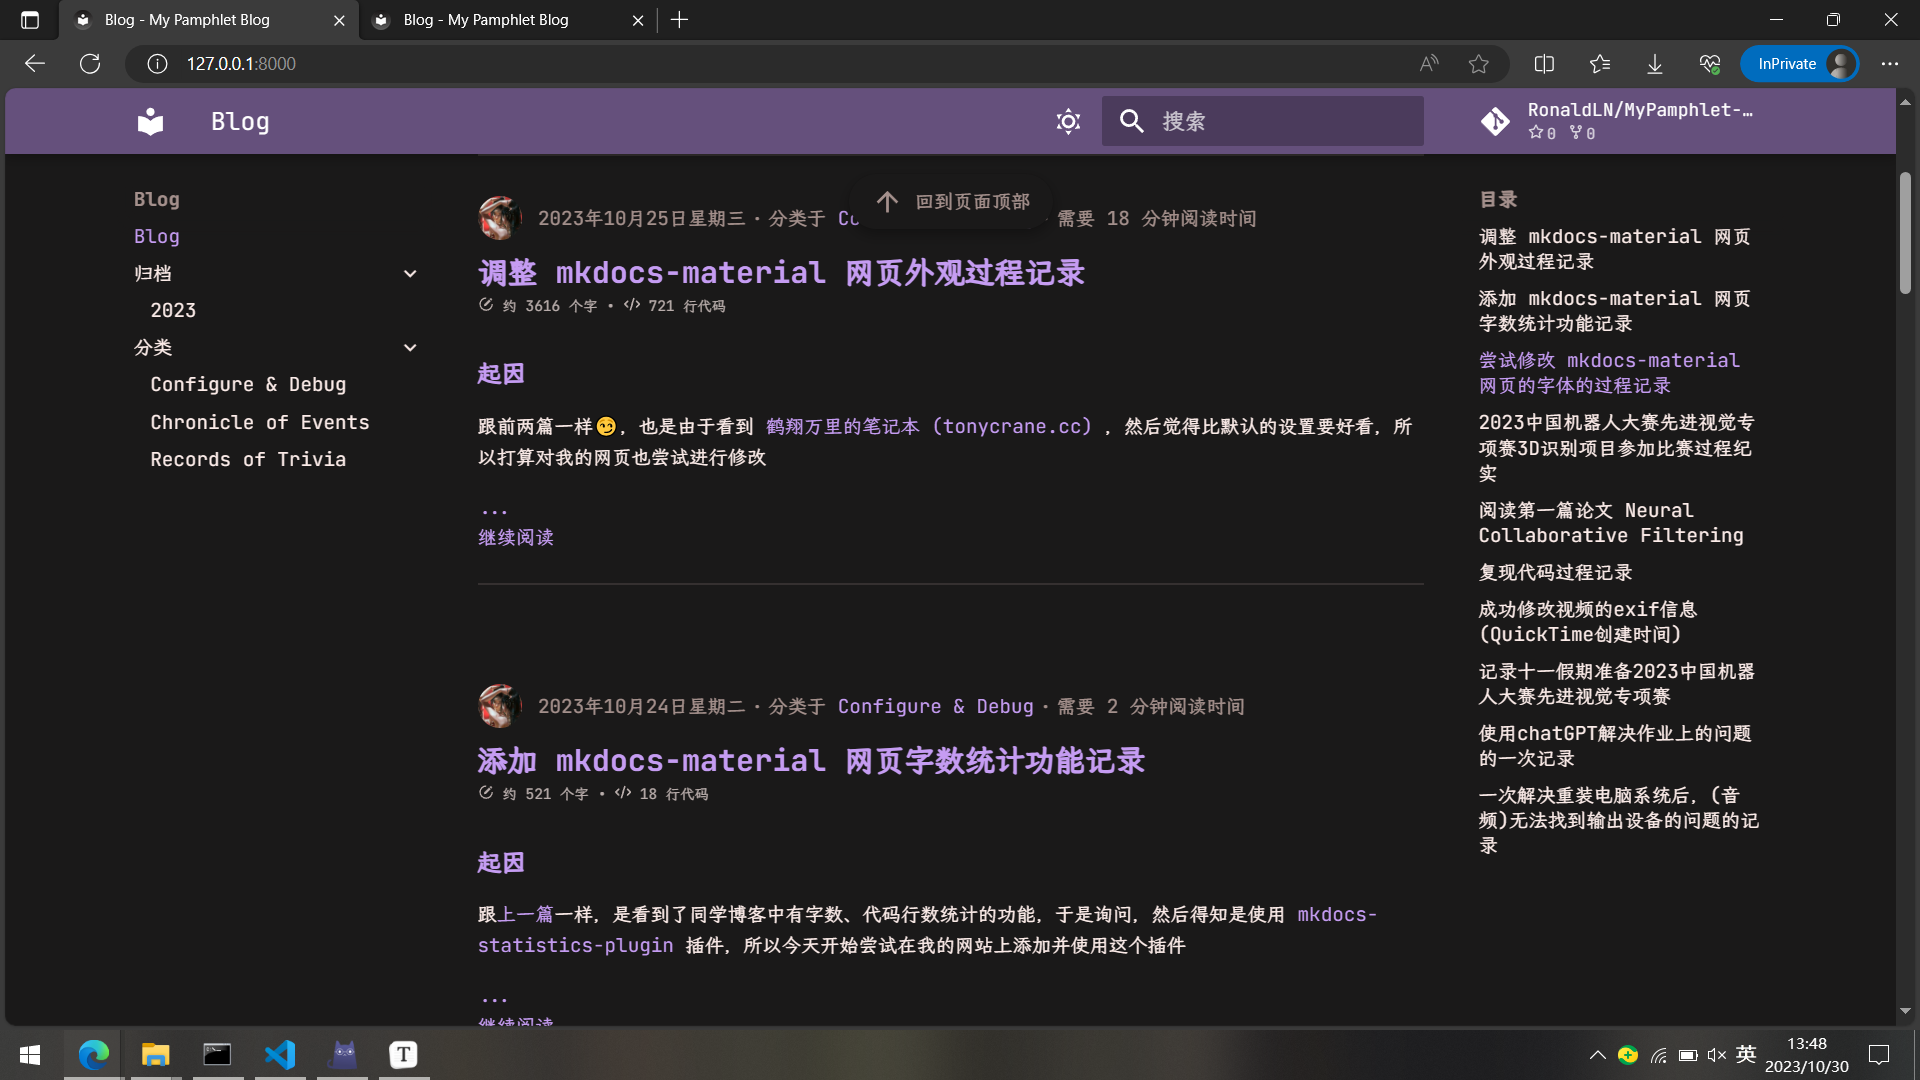 Blog - My Pamphlet Blog
Blog - My Pamphlet Blog
127.0.0.1:8000
InPrivate
Blog
搜索
RonaldLN/MyPamphlet-…
0 0
Blog
Blog
归档
2023
分类
Configure & Debug
Chronicle of Events
Records of Trivia
回到页面顶部
2023年10月25日星期三 · 分类于 Co · 需要 18 分钟阅读时间
调整 mkdocs-material 网页外观过程记录
约 3616 个字 • </> 721 行代码
起因
跟前两篇一样😏，也是由于看到 鹤翔万里的笔记本 (tonycrane.cc) ，然后觉得比默认的设置要好看，所
以打算对我的网页也尝试进行修改
...
继续阅读
2023年10月24日星期二 · 分类于 Configure & Debug · 需要 2 分钟阅读时间
添加 mkdocs-material 网页字数统计功能记录
约 521 个字 • </> 18 行代码
起因
跟上一篇一样，是看到了同学博客中有字数、代码行数统计的功能，于是询问，然后得知是使用 mkdocs-
statistics-plugin 插件，所以今天开始尝试在我的网站上添加并使用这个插件
...
继续阅读
目录
调整 mkdocs-material 网页
外观过程记录
添加 mkdocs-material 网页
字数统计功能记录
尝试修改 mkdocs-material
网页的字体的过程记录
2023中国机器人大赛先进视觉专
项赛3D识别项目参加比赛过程纪
实
阅读第一篇论文 Neural
Collaborative Filtering
复现代码过程记录
成功修改视频的exif信息
(QuickTime创建时间)
记录十一假期准备2023中国机器
人大赛先进视觉专项赛
使用chatGPT解决作业上的问题
的一次记录
一次解决重装电脑系统后，(音
频)无法找到输出设备的问题的记
录
T
英
13:48
2023/10/30